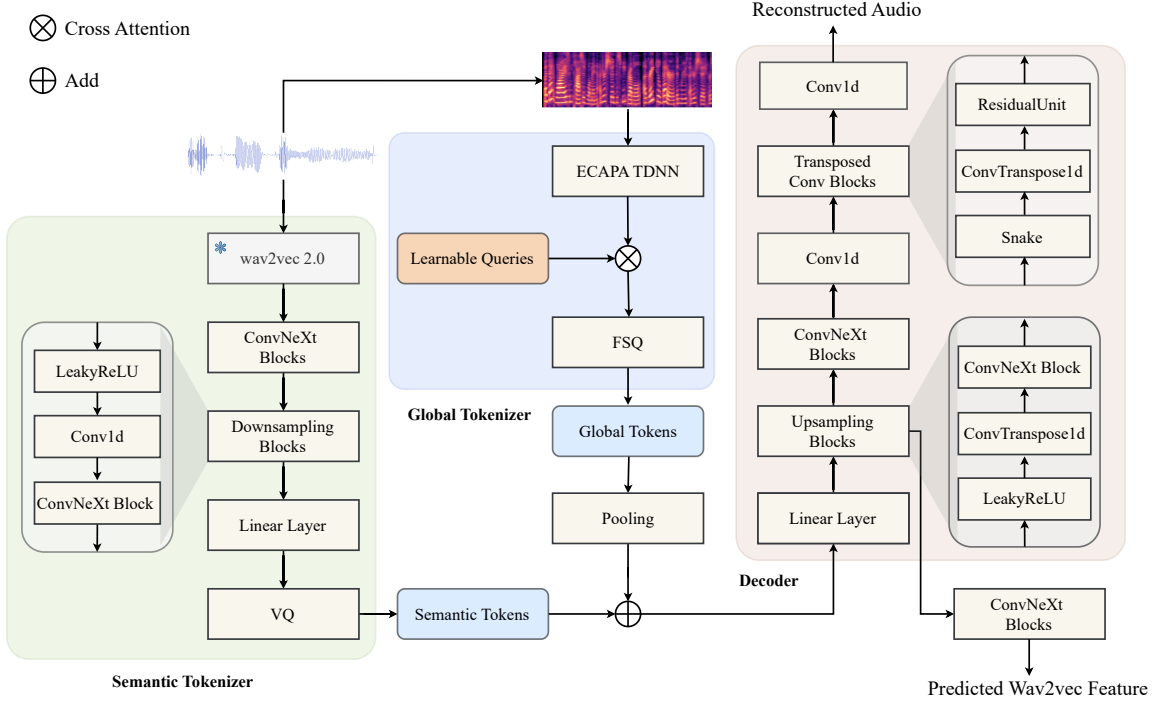 Cross Attention
Add
wav2vec 2.0
ConvNeXt
Blocks
Downsampling
Blocks
Linear Layer
VQ
LeakyReLU
Conv1d
ConvNeXt Block
Semantic Tokenizer
ECAPA TDNN
Learnable Queries
FSQ
Global Tokenizer
Global Tokens
Pooling
Semantic Tokens
Reconstructed Audio
Conv1d
Transposed
Conv Blocks
Conv1d
ConvNeXt
Blocks
Upsampling
Blocks
Linear Layer
Decoder
ResidualUnit
ConvTranspose1d
Snake
ConvNeXt Block
ConvTranspose1d
LeakyReLU
ConvNeXt
Blocks
Predicted Wav2vec Feature